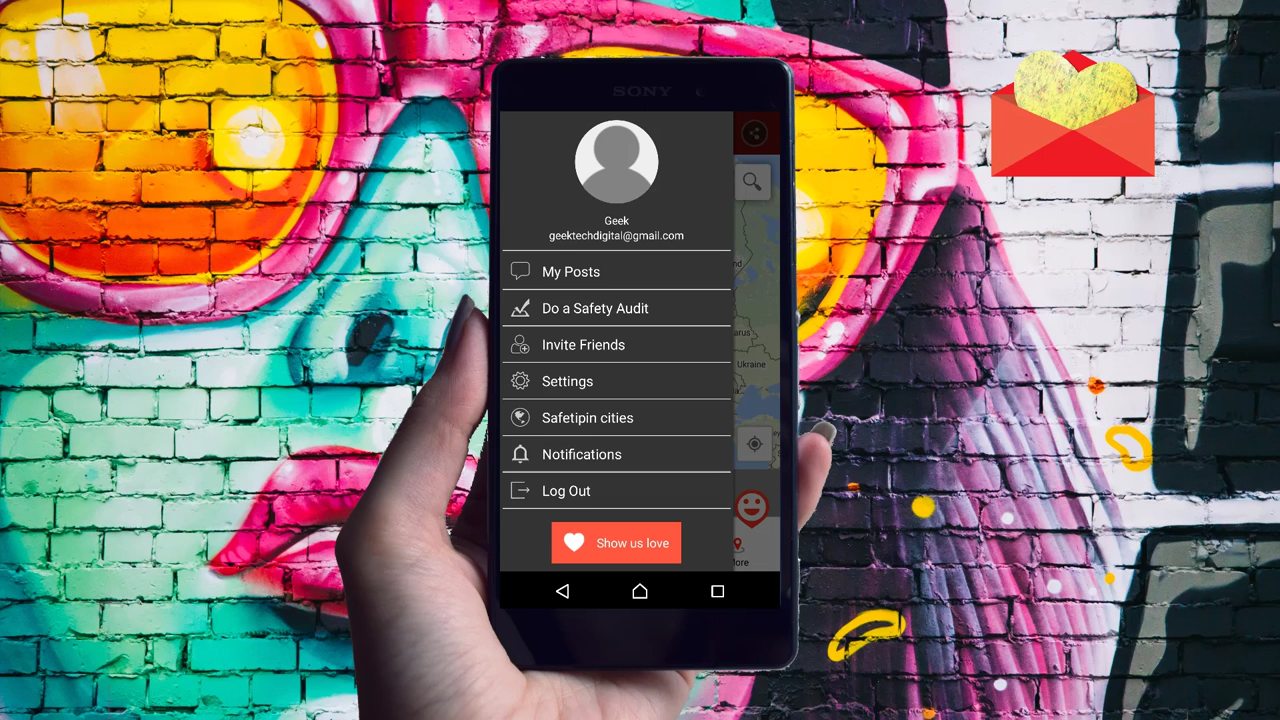 SONY
Geek
geektechdigital@gmail.com
My Posts
Do a Safety Audit
Invite Friends
Settings
Safetipin cities
Notifications
Log Out
Show us love
Ukraine